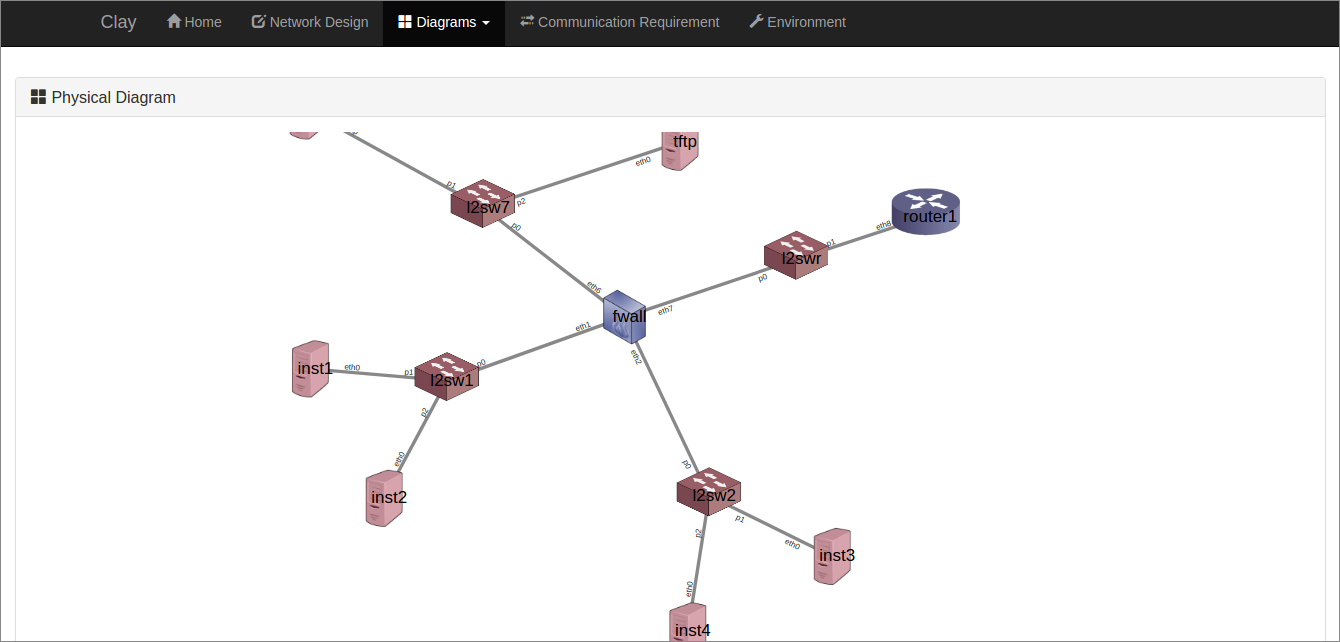 Clay Home Network Design Diagrams Communication Requirement Environment
Physical Diagram
tftp
eth0
p1
p2
l2sw7
p0
router1
eth8
p1
l2swr
p0
eth6
eth7
fwall
eth1
eth2
p0
inst1
eth0
p1
l2sw1
p2
eth0
inst2
p0
l2sw2
p1
p2
eth0
inst3
eth0
inst4